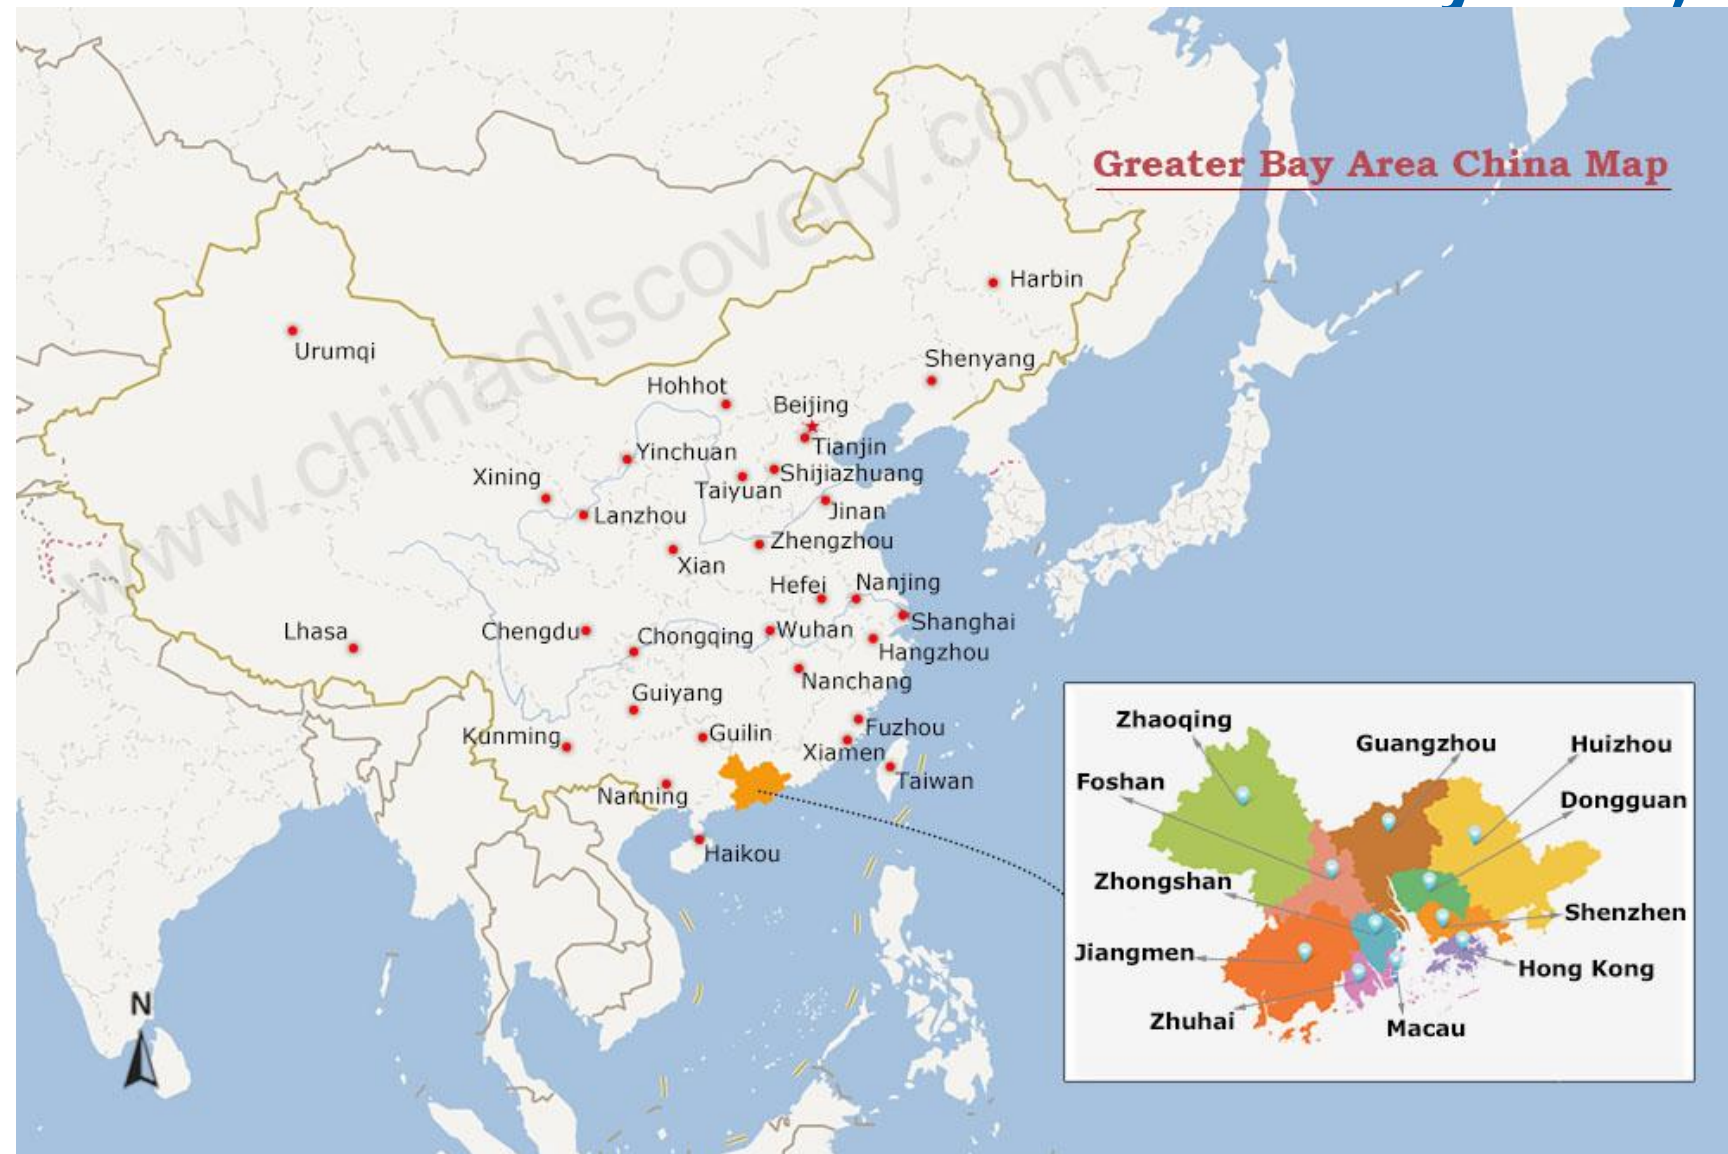 Greater Bay Area China Map
www.chinadiscovery.com
Harbin
Urumqi
Shenyang
Hohhot
Beijing
Tianjin
Yinchuan
Shijiazhuang
Xining
Taiyuan
Lanzhou
Jinan
Zhengzhou
Xian
Hefei
Nanjing
Shanghai
Lhasa
Chengdu
Chongqing
Wuhan
Hangzhou
Nanchang
Guiyang
Kunming
Guilin
Fuzhou
Xiamen
Taiwan
Nanning
Haikou
N
Zhaoqing
Guangzhou
Huizhou
Foshan
Dongguan
Zhongshan
Shenzhen
Jiangmen
Hong Kong
Zhuhai
Macau